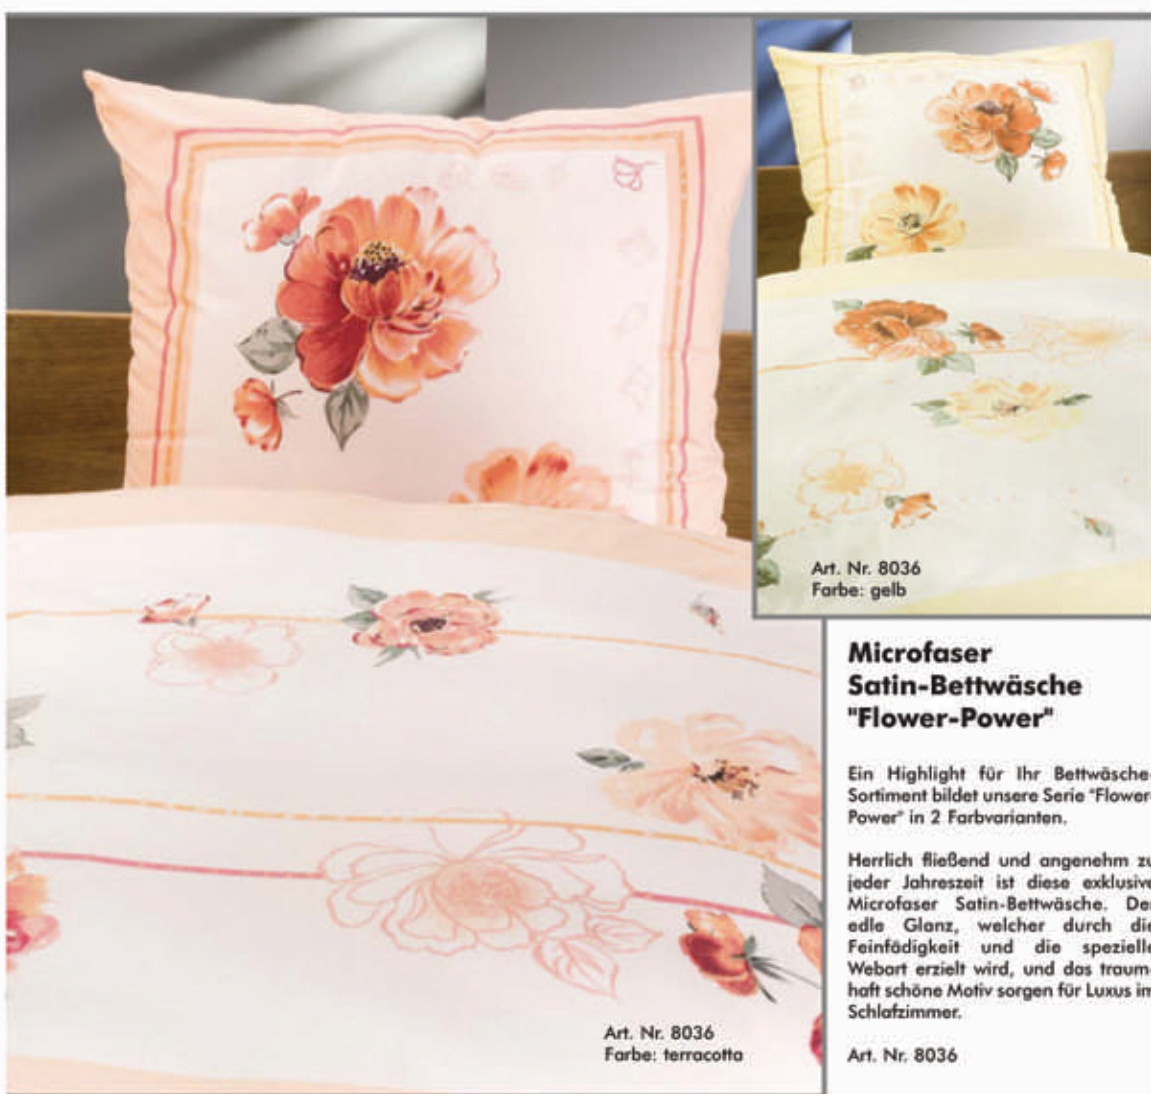 Art. Nr. 8036
Farbe: gelb
Microfaser
Satin-Bettwäsche
"Flower-Power"
Ein Highlight für Ihr Bettwäsche-
Sortiment bildet unsere Serie "Flower-
Power" in 2 Farbvarianten.
Herrlich fließend und angenehm zu
jeder Jahreszeit ist diese exklusive
Microfaser Satin-Bettwäsche. Der
edle Glanz, welcher durch die
Feinfädigkeit und die spezielle
Webart erzielt wird, und das traum-
haft schöne Motiv sorgen für Luxus im
Schlafzimmer.
Art. Nr. 8036
Art. Nr. 8036
Farbe: terracotta